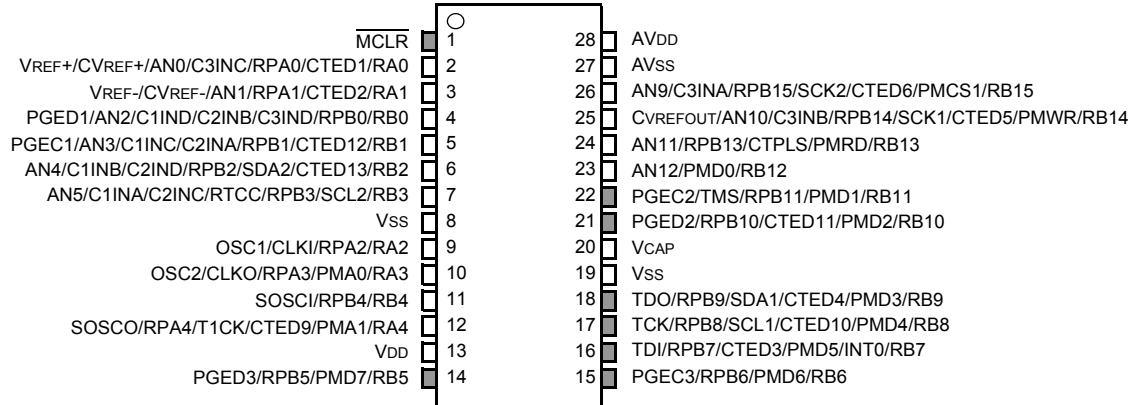 MCLR 1 28 AVDD
VREF+/CVREF+/AN0/C3INC/RPA0/CTED1/RA0 2 27 AVSS
VREF-/CVREF-/AN1/RPA1/CTED2/RA1 3 26 AN9/C3INA/RPB15/SCK2/CTED6/PMCS1/RB15
PGED1/AN2/C1IND/C2INB/C3IND/RPB0/RB0 4 25 CVREFOUT/AN10/C3INB/RPB14/SCK1/CTED5/PMWR/RB14
PGEC1/AN3/C1INC/C2INA/RPB1/CTED12/RB1 5 24 AN11/RPB13/CTPLS/PMRD/RB13
AN4/C1INB/C2IND/RPB2/SDA2/CTED13/RB2 6 23 AN12/PMD0/RB12
AN5/C1INA/C2INC/RTCC/RPB3/SCL2/RB3 7 22 PGEC2/TMS/RPB11/PMD1/RB11
VSS 8 21 PGED2/RPB10/CTED11/PMD2/RB10
OSC1/CLKI/RPA2/RA2 9 20 VCAP
OSC2/CLKO/RPA3/PMA0/RA3 10 19 VSS
SOSCI/RPB4/RB4 11 18 TDO/RPB9/SDA1/CTED4/PMD3/RB9
SOSCO/RPA4/T1CK/CTED9/PMA1/RA4 12 17 TCK/RPB8/SCL1/CTED10/PMD4/RB8
VDD 13 16 TDI/RPB7/CTED3/PMD5/INT0/RB7
PGED3/RPB5/PMD7/RB5 14 15 PGEC3/RPB6/PMD6/RB6